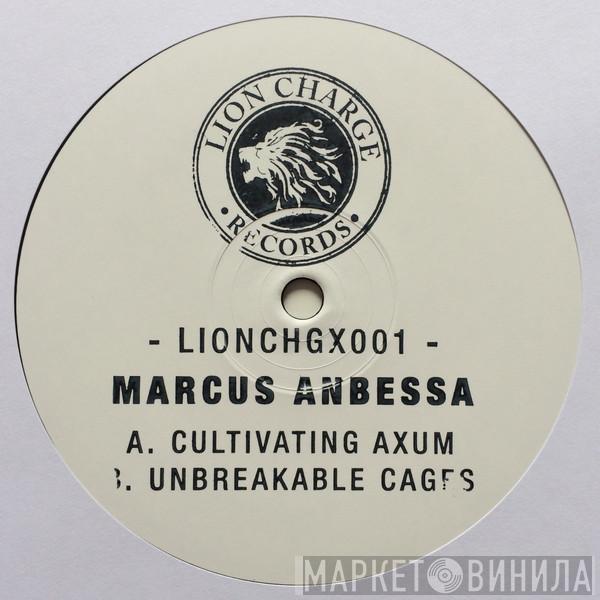 LION CHARGE
• RECORDS •
- LIONCHGX001 -
MARCUS ANBESSA
A. CULTIVATING AXUM
B. UNBREAKABLE CAGES
МАРКЕТ ВИНИЛА